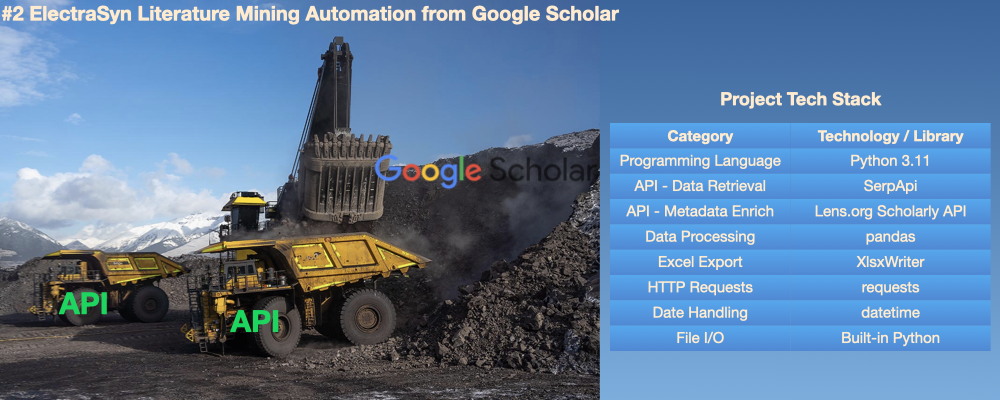 #2 ElectraSyn Literature Mining Automation from Google Scholar
Google Scholar
API
API
Project Tech Stack
Category Technology / Library
Programming Language Python 3.11
API - Data Retrieval SerpApi
API - Metadata Enrich Lens.org Scholarly API
Data Processing pandas
Excel Export XlsxWriter
HTTP Requests requests
Date Handling datetime
File I/O Built-in Python